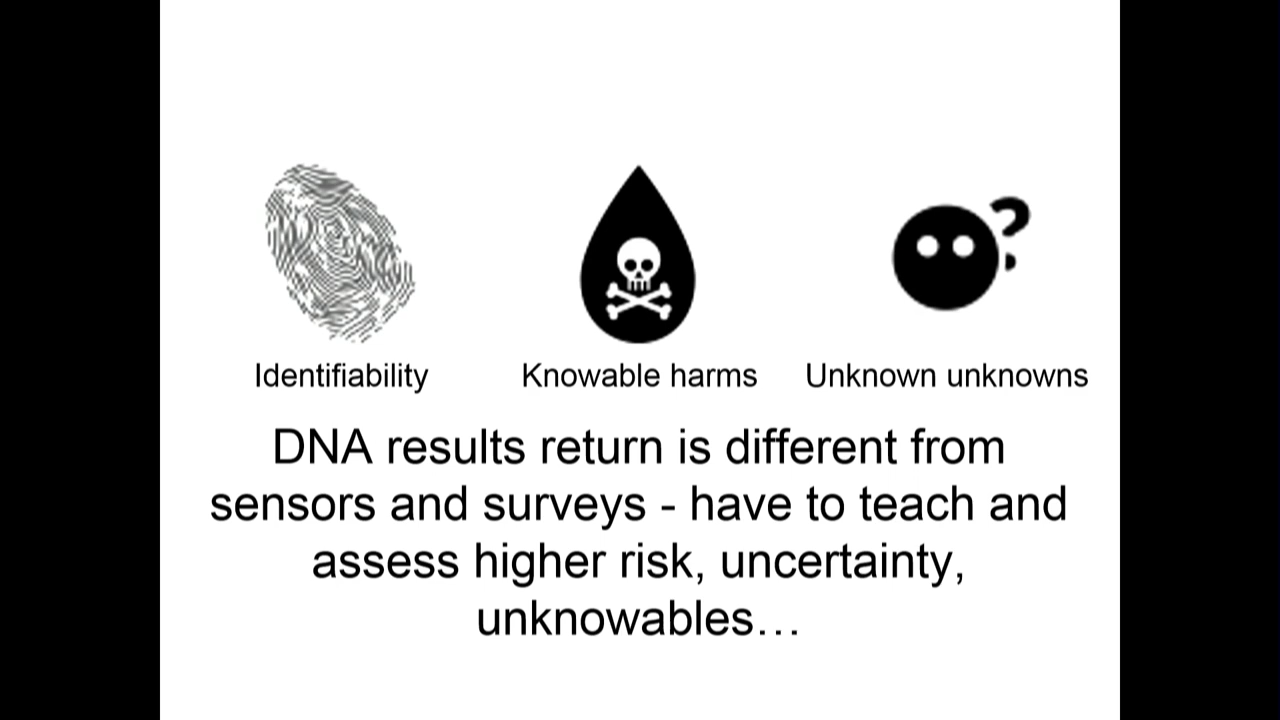 Identifiability
Knowable harms
Unknown unknowns
DNA results return is different from
sensors and surveys - have to teach and
assess higher risk, uncertainty,
unknowables…